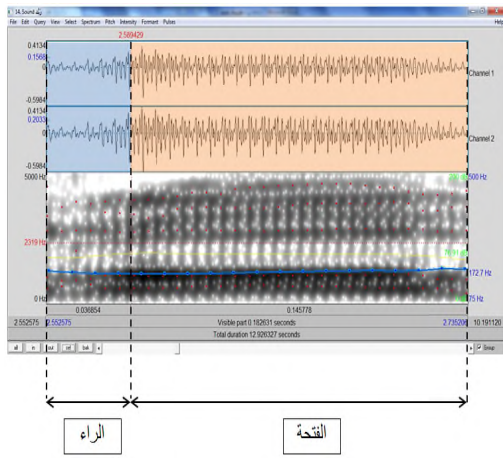 File Edit Query View Select Spectrum Pitch Intensity Formant Pulses Help
2.589429
0.4134
0.1568
0
-0.5984
Channel 1
0.4134
0.2033
0
-0.5984
Channel 2
5000 Hz
500 Hz
2319 Hz
172.7 Hz
0 Hz
75 Hz
0.036854 0.145778
2.552575 2.552575 Visible part 0.182631 seconds 2.735206 10.191120
Total duration 12.926327 seconds
all in out sel bak Group
الراء الفتحة